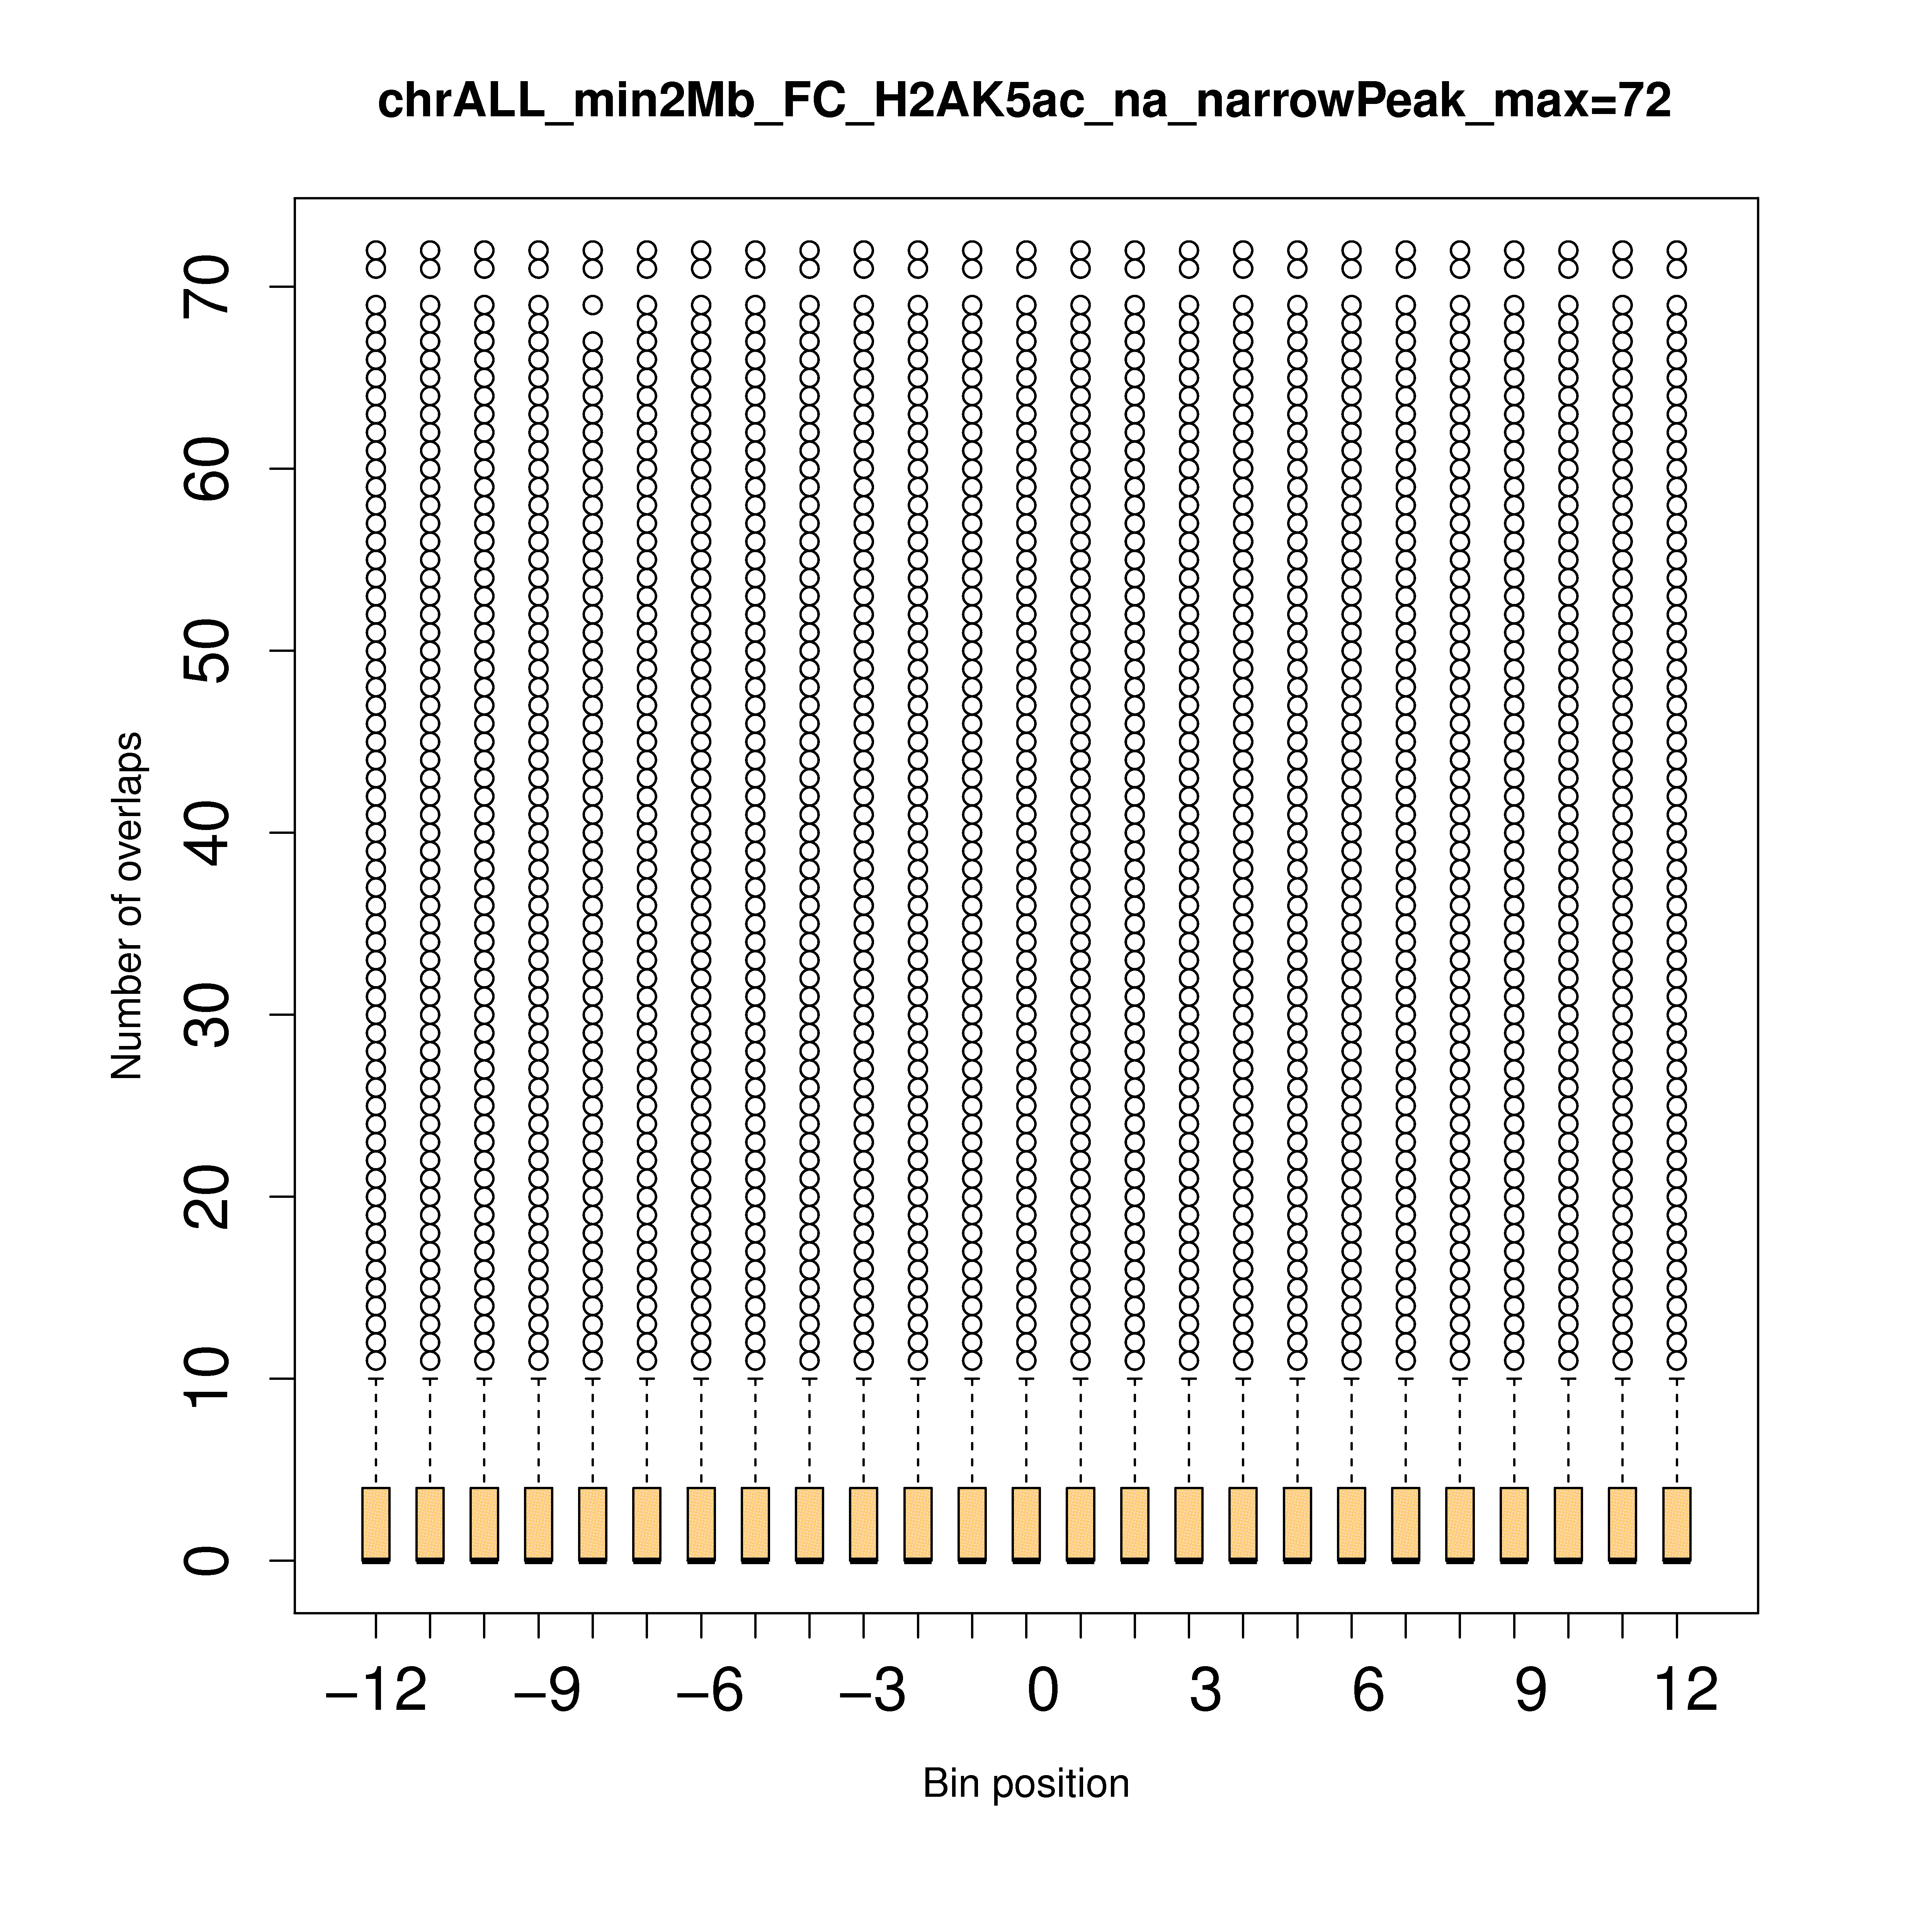 chrALL_min2Mb_FC_H2AK5ac_na_narrowPeak_max=72
70
60
50
40
30
20
10
0
Number of overlaps
−12 −9 −6 −3 0 3 6 9 12
Bin position